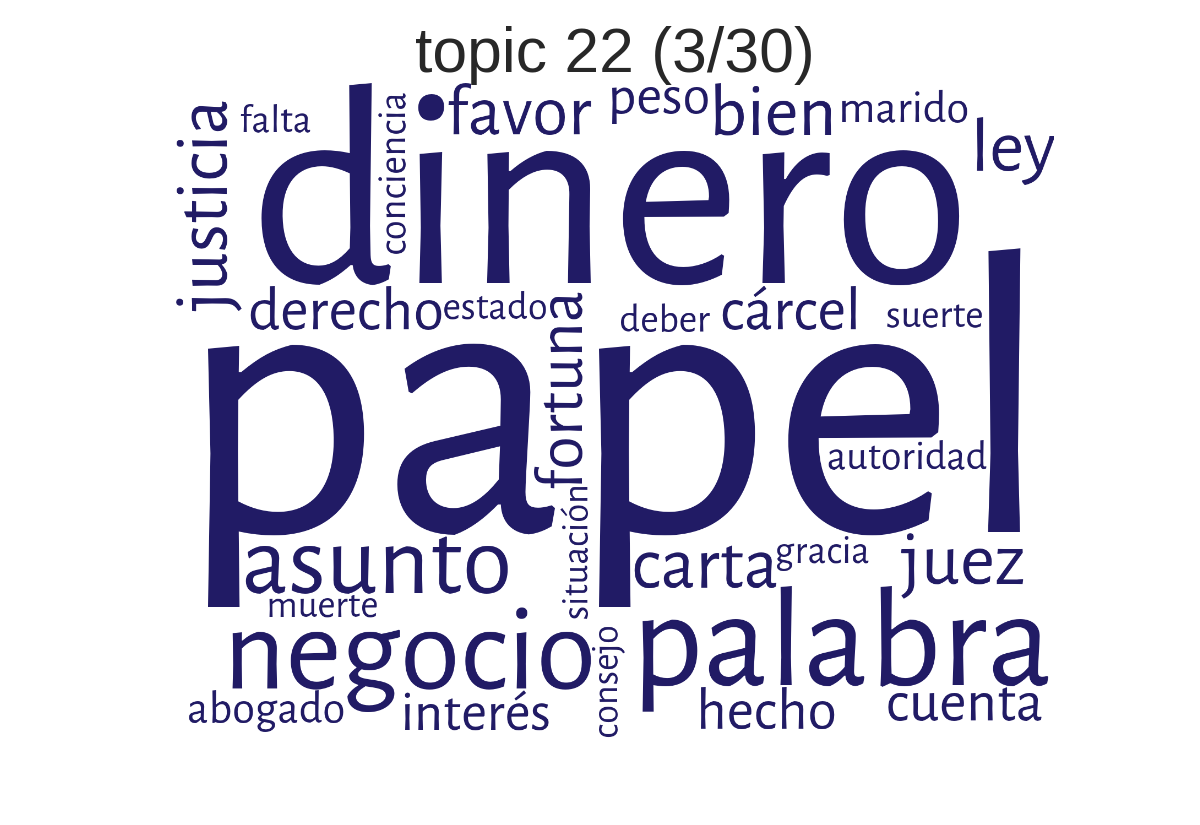 topic 22 (3/30)
justicia
falta
conciencia
favor
peso
bien
marido
ley
dinero
derecho
estado
fortuna
deber
cárcel
suerte
papel
autoridad
situación
asunto
carta
gracia
juez
muerte
negocio
consejo
palabra
abogado
interés
hecho
cuenta